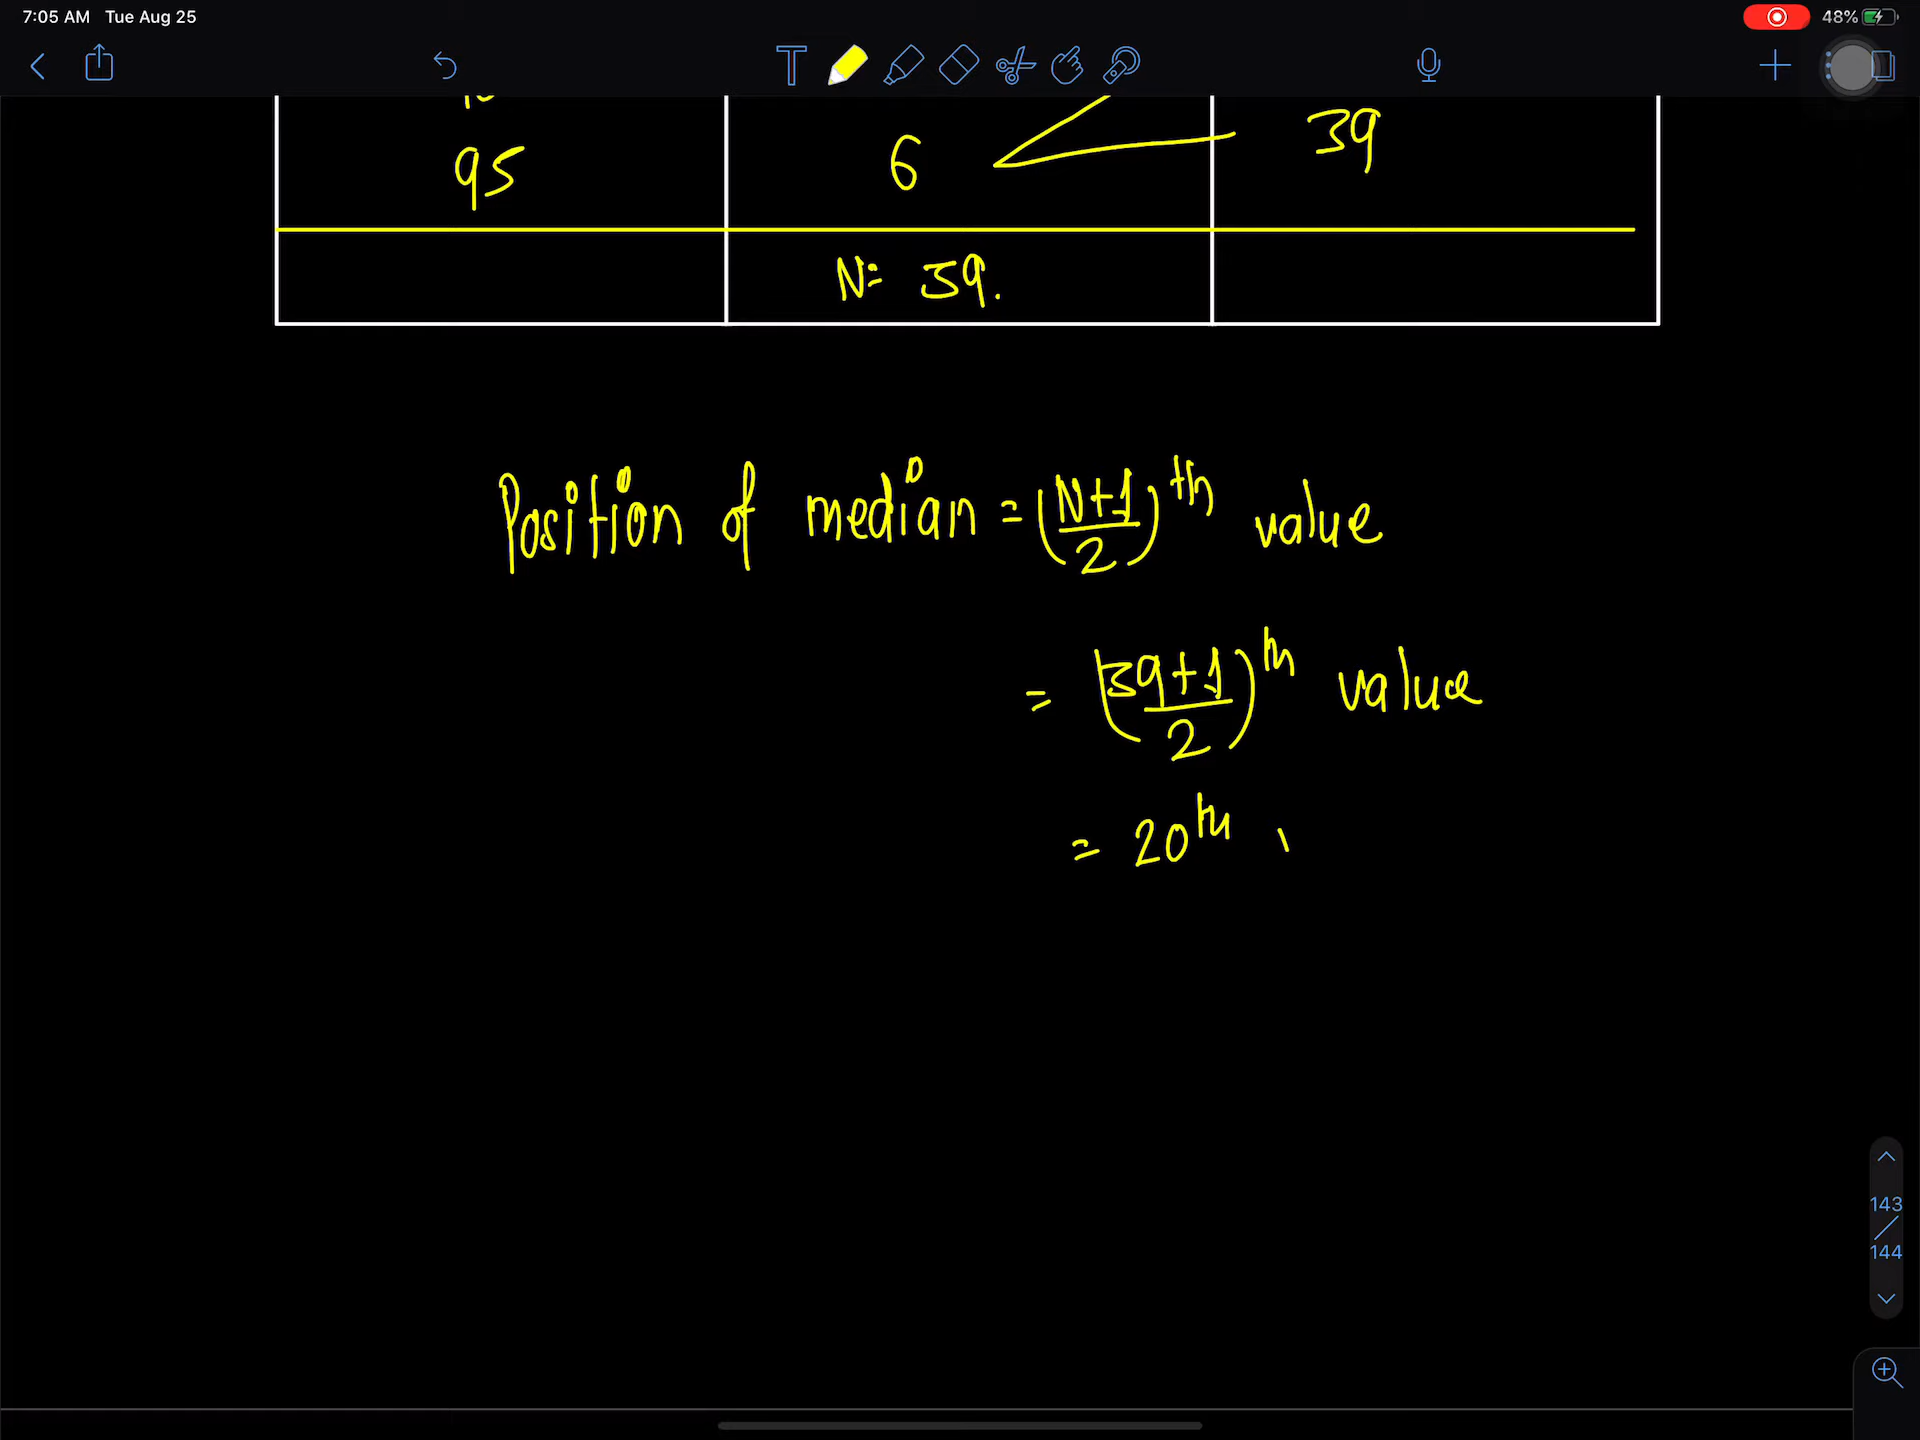 7:05 AM Tue Aug 25
48%
T
95 6 39
N= 39.
Position of median = (N+1/2)th value
= (39+1/2)th value
= 20th
143
144